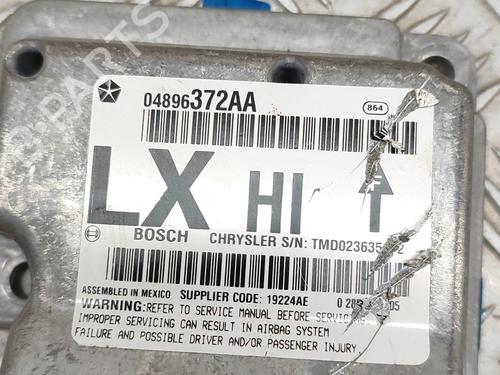 04896372AA
864
LX HI
BOSCH CHRYSLER S/N:
ASSEMBLED IN MEXICO SUPPLIER CODE: 19224AE
WARNING:REFER TO SERVICE MANUAL BEFORE SERVICING.
IMPROPER SERVICING CAN RESULT IN AIRBAG SYSTEM
FAILURE AND POSSIBLE DRIVER AND/OR PASSENGER INJURY.